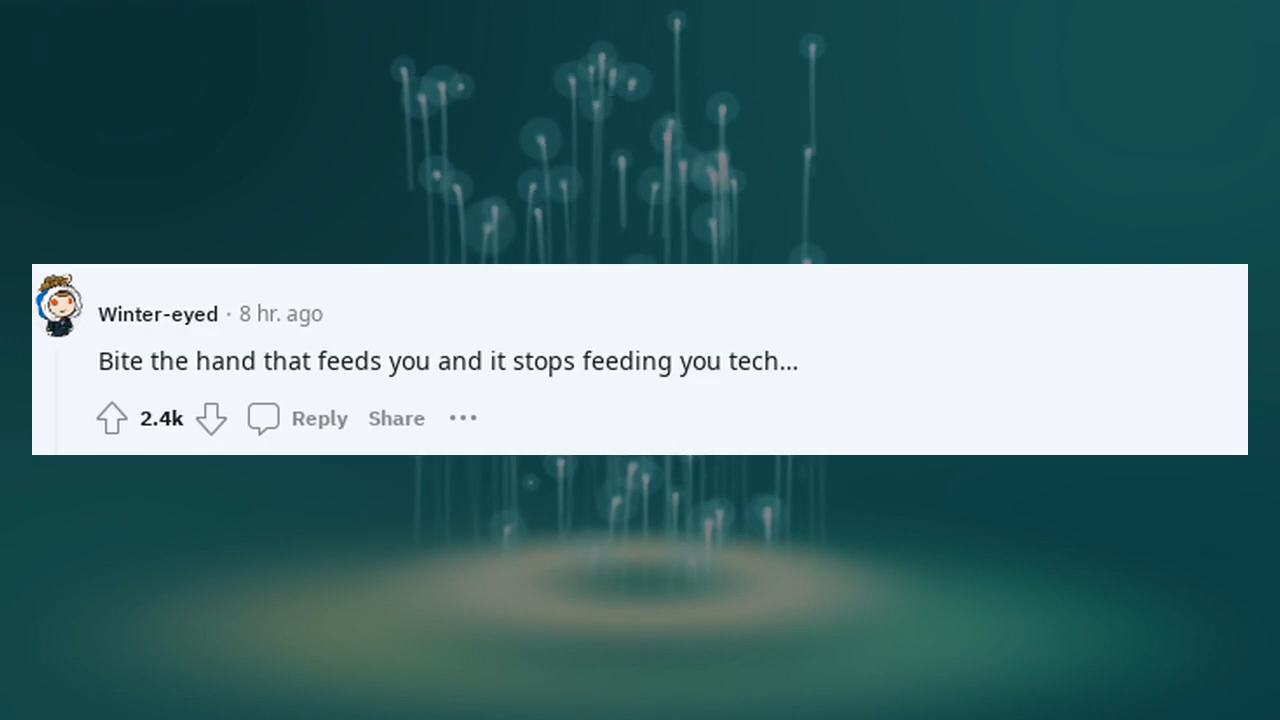 Winter-eyed · 8 hr. ago
Bite the hand that feeds you and it stops feeding you tech...
2.4k Reply Share ···